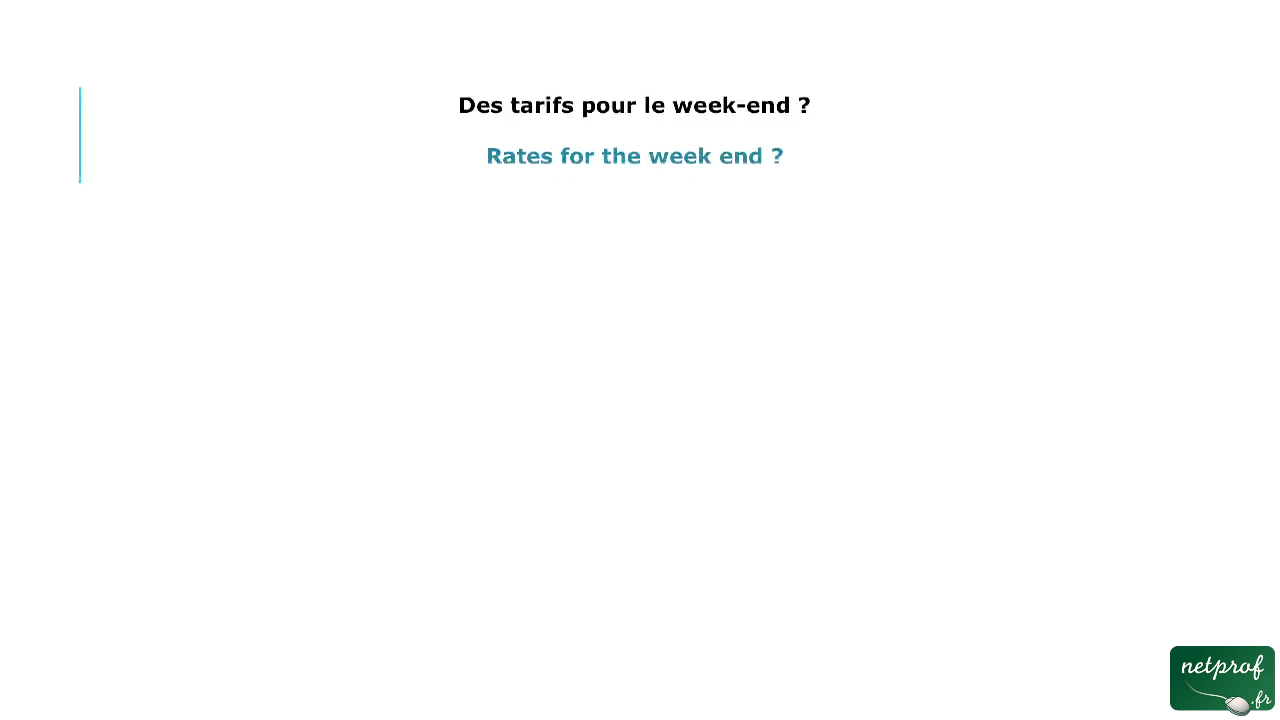 Des tarifs pour le week-end ?
Rates for the week end ?
netprof
.fr